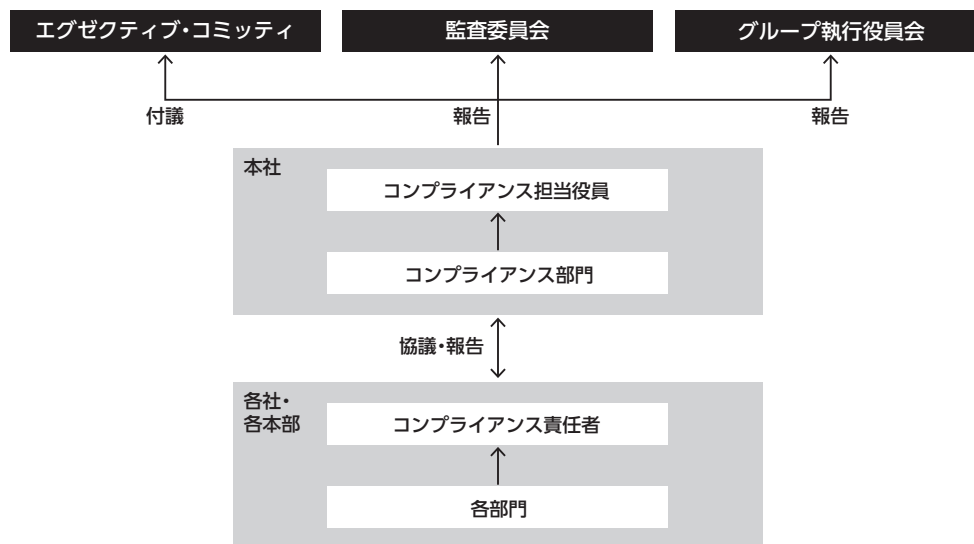 エグゼクティブ・コミッティ
監査委員会
グループ執行役員会
付議
報告
報告
本社
コンプライアンス担当役員
コンプライアンス部門
協議・報告
各社・
各本部
コンプライアンス責任者
各部門